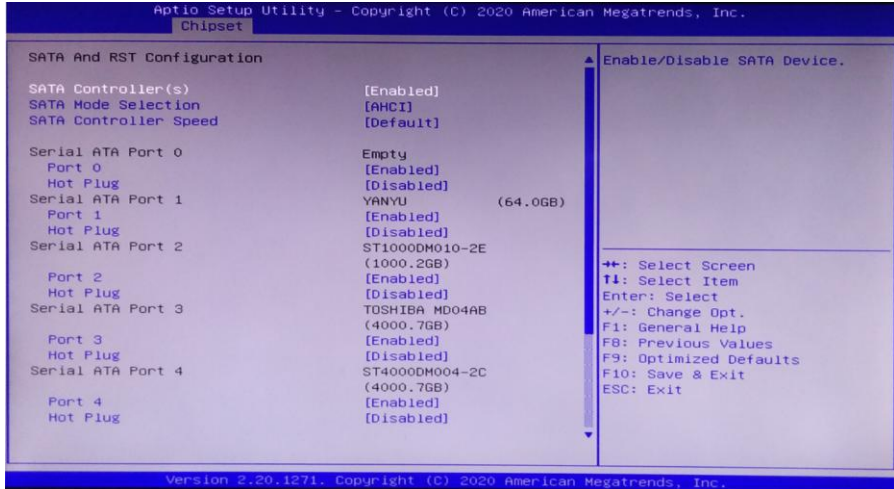 Aptio Setup Utility - Copyright (C) 2020 American Megatrends, Inc.
Chipset
SATA And RST Configuration
SATA Controller(s) [Enabled]
SATA Mode Selection [AHCI]
SATA Controller Speed [Default]
Serial ATA Port 0 Empty
Port 0 [Enabled]
Hot Plug [Disabled]
Serial ATA Port 1 YANYU (64.0GB)
Port 1 [Enabled]
Hot Plug [Disabled]
Serial ATA Port 2 ST1000DM010-2E
(1000.2GB)
Port 2 [Enabled]
Hot Plug [Disabled]
Serial ATA Port 3 TOSHIBA MD04AB
(4000.7GB)
Port 3 [Enabled]
Hot Plug [Disabled]
Serial ATA Port 4 ST4000DM004-2C
(4000.7GB)
Port 4 [Enabled]
Hot Plug [Disabled]
Enable/Disable SATA Device.
→←: Select Screen
↑↓: Select Item
Enter: Select
+/-: Change Opt.
F1: General Help
F8: Previous Values
F9: Optimized Defaults
F10: Save & Exit
ESC: Exit
Version 2.20.1271. Copyright (C) 2020 American Megatrends, Inc.